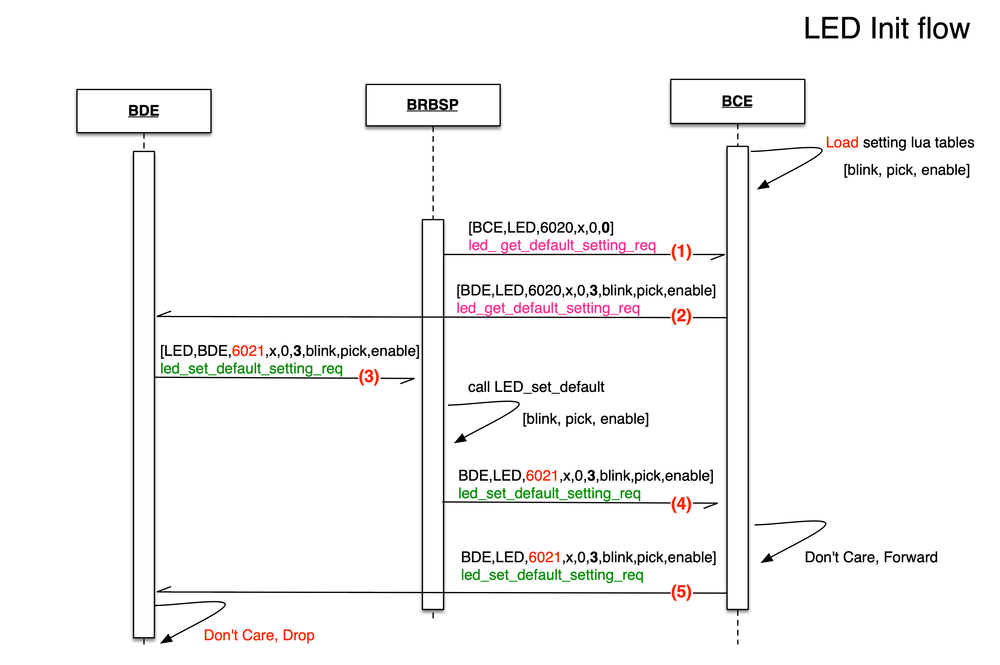 LED Init flow
BDE
BRBSP
BCE
Load setting lua tables
[blink, pick, enable]
[BCE,LED,6020,x,0,0]
led_ get_default_setting_req
(1)
[BDE,LED,6020,x,0,3,blink,pick,enable]
led_get_default_setting_req
(2)
[LED,BDE,6021,x,0,3,blink,pick,enable]
led_set_default_setting_req
(3)
call LED_set_default
[blink, pick, enable]
BDE,LED,6021,x,0,3,blink,pick,enable]
led_set_default_setting_req
(4)
Don't Care, Forward
BDE,LED,6021,x,0,3,blink,pick,enable]
led_set_default_setting_req
(5)
Don't Care, Drop